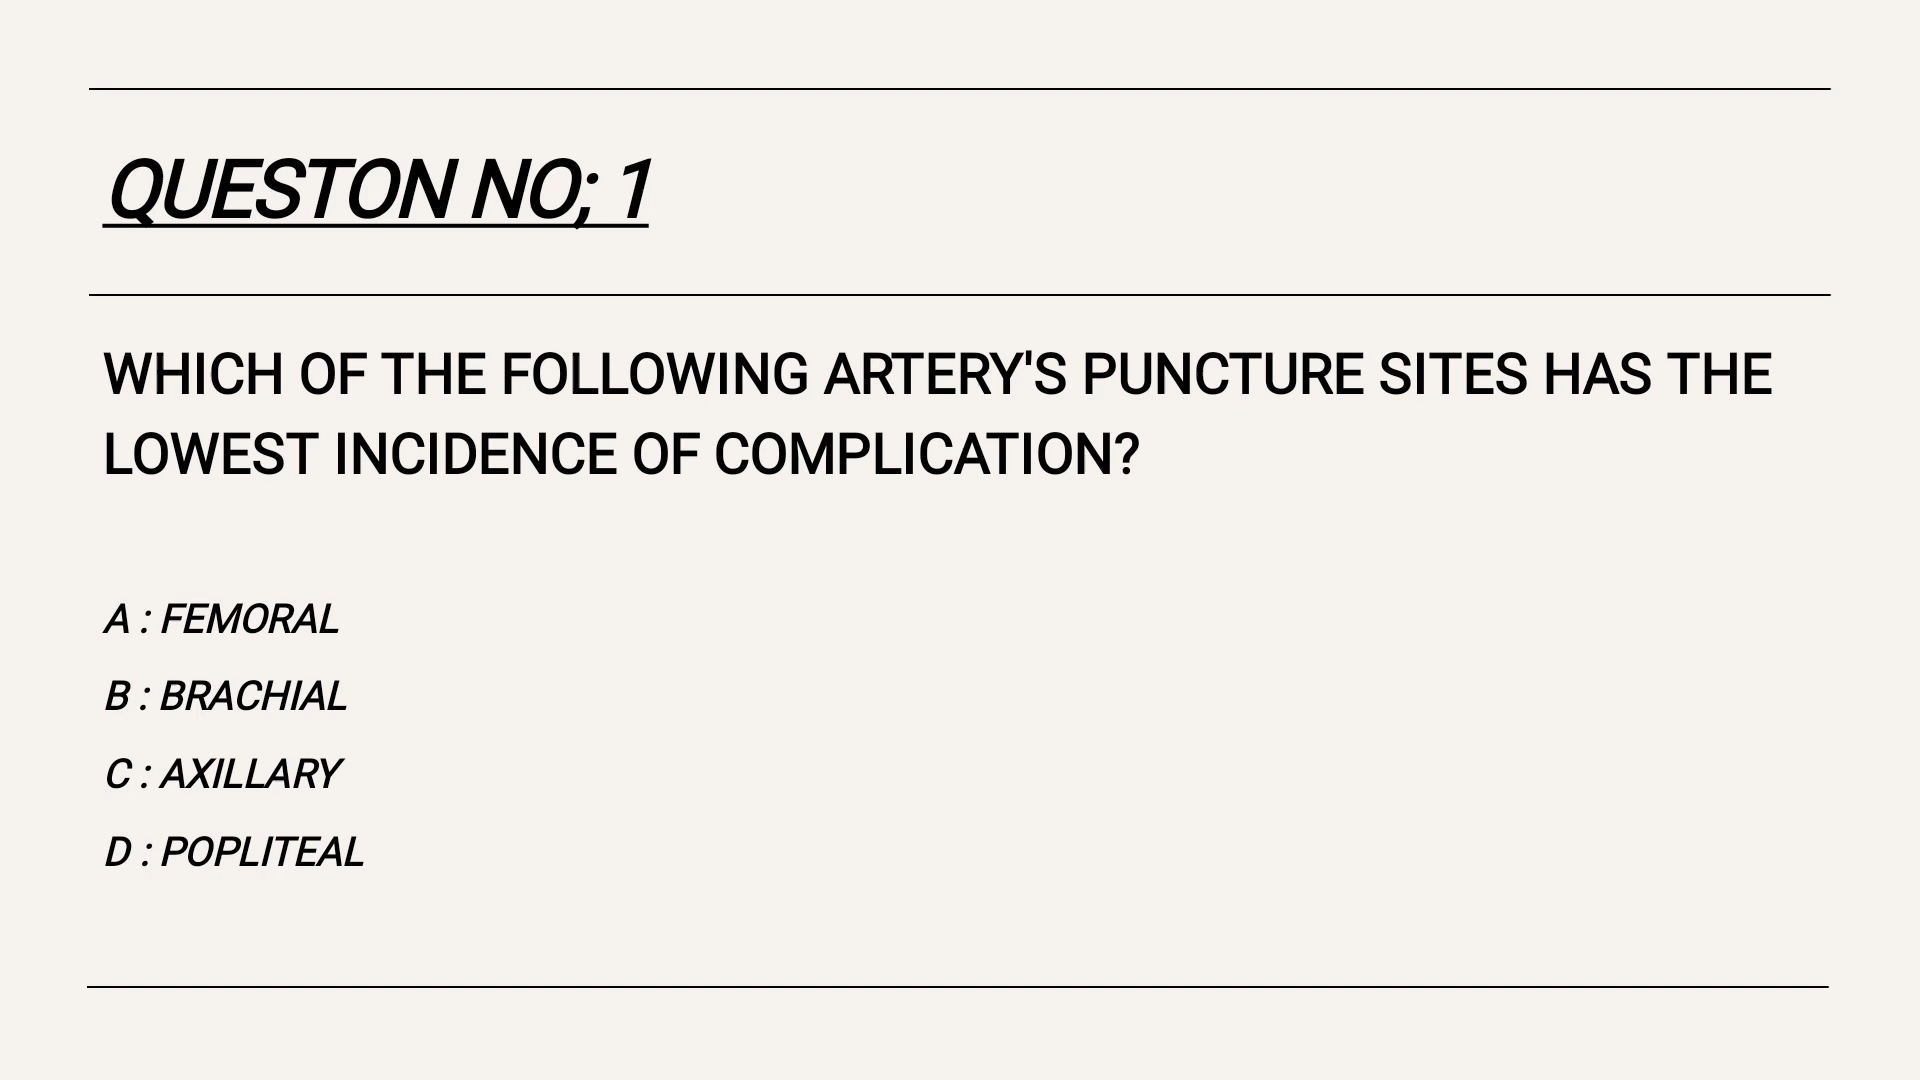 QUESTON NO; 1
WHICH OF THE FOLLOWING ARTERY'S PUNCTURE SITES HAS THE
LOWEST INCIDENCE OF COMPLICATION?
A : FEMORAL
B : BRACHIAL
C : AXILLARY
D : POPLITEAL